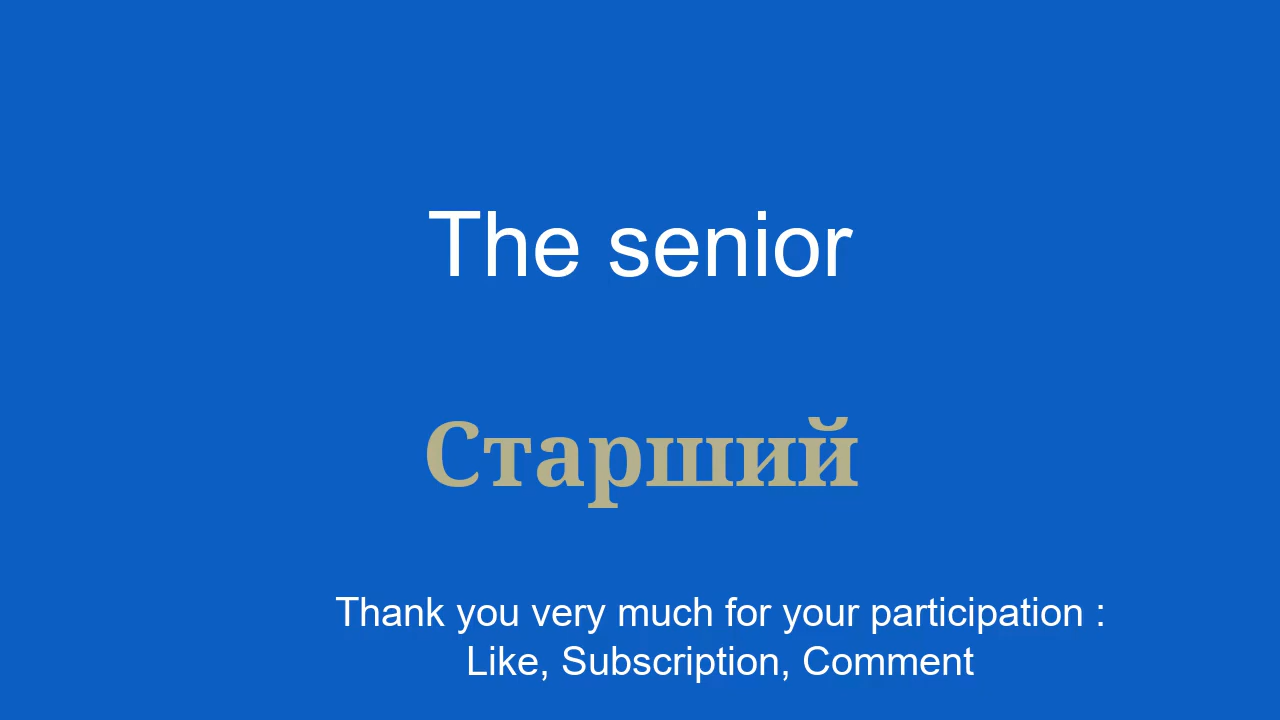 The senior
Старший
Thank you very much for your participation :
Like, Subscription, Comment